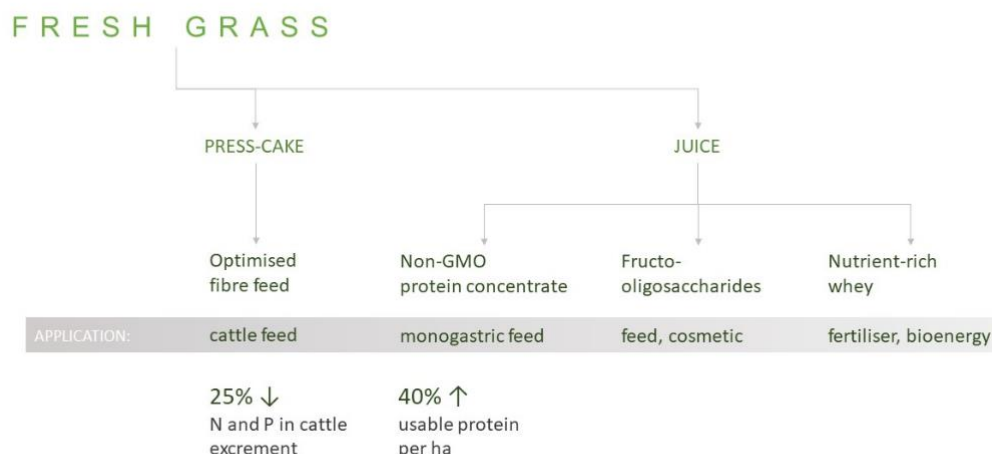 FRESH GRASS
PRESS-CAKE
JUICE
Optimised
fibre feed
Non-GMO
protein concentrate
Fructo-
oligosaccharides
Nutrient-rich
whey
APPLICATION:
cattle feed
monogastric feed
feed, cosmetic
fertiliser, bioenergy
25% ↓
N and P in cattle
excrement
40% ↑
usable protein
per ha